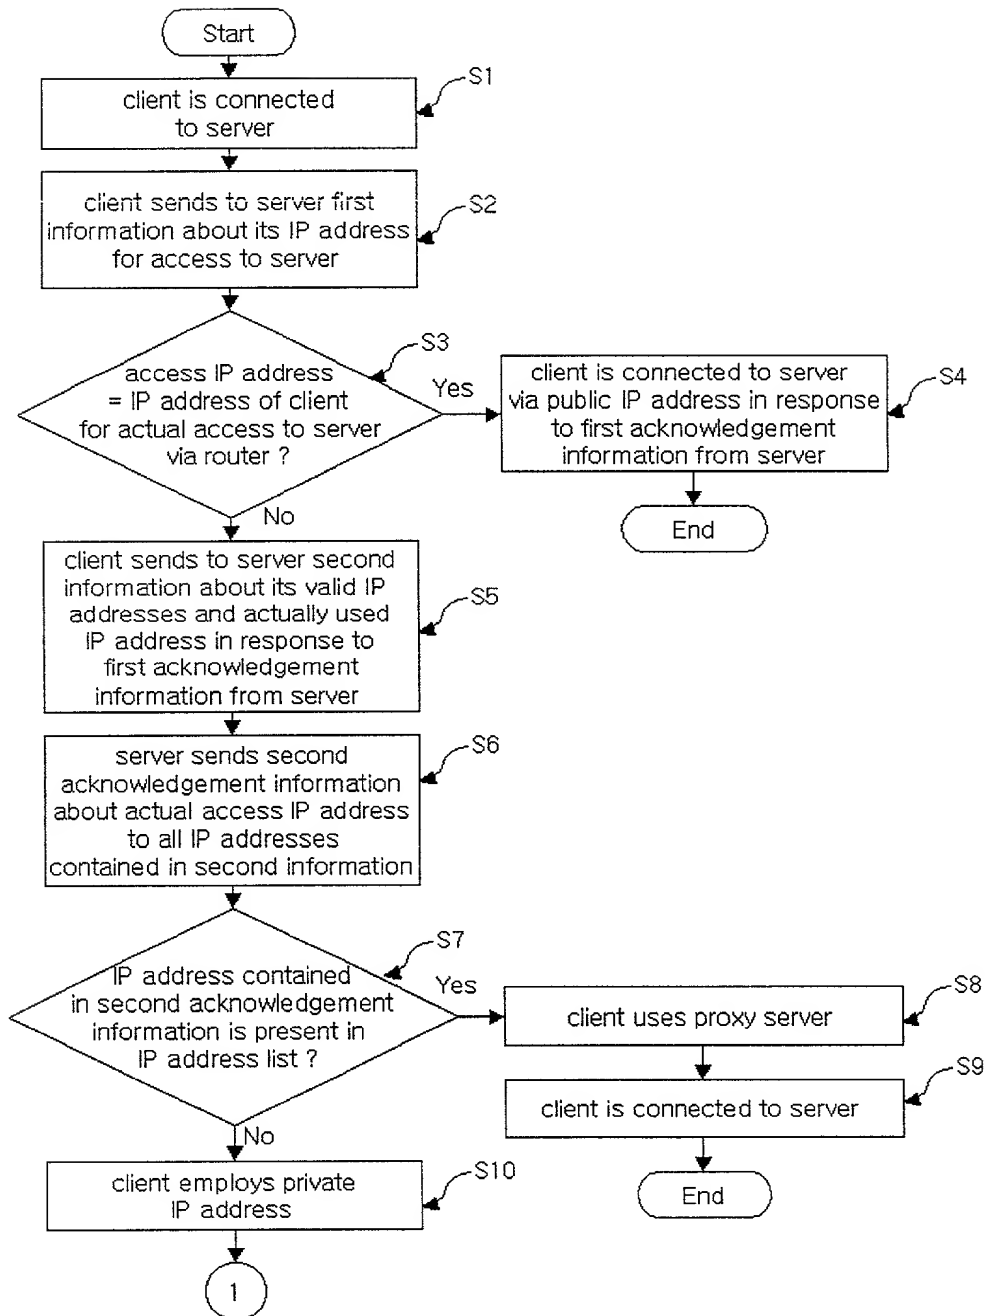 Start
client is connected
to server
S1
client sends to server first
information about its IP address
for access to server
S2
access IP address
= IP address of client
for actual access to server
via router ?
S3
Yes
client is connected to server
via public IP address in response
to first acknowledgement
information from server
S4
End
No
client sends to server second
information about its valid IP
addresses and actually used
IP address in response to
first acknowledgement
information from server
S5
server sends second
acknowledgement information
about actual access IP address
to all IP addresses
contained in second information
S6
IP address contained
in second acknowledgement
information is present in
IP address list ?
S7
Yes
client uses proxy server
S8
client is connected to server
S9
End
No
client employs private
IP address
S10
1